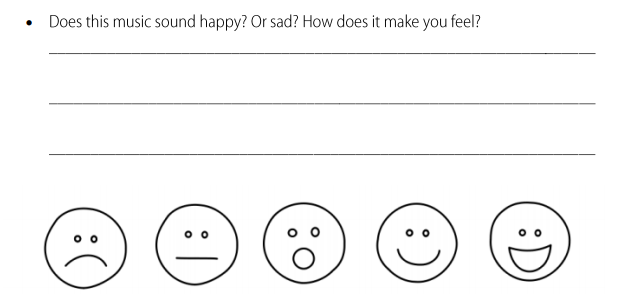 • Does this music sound happy? Or sad? How does it make you feel?